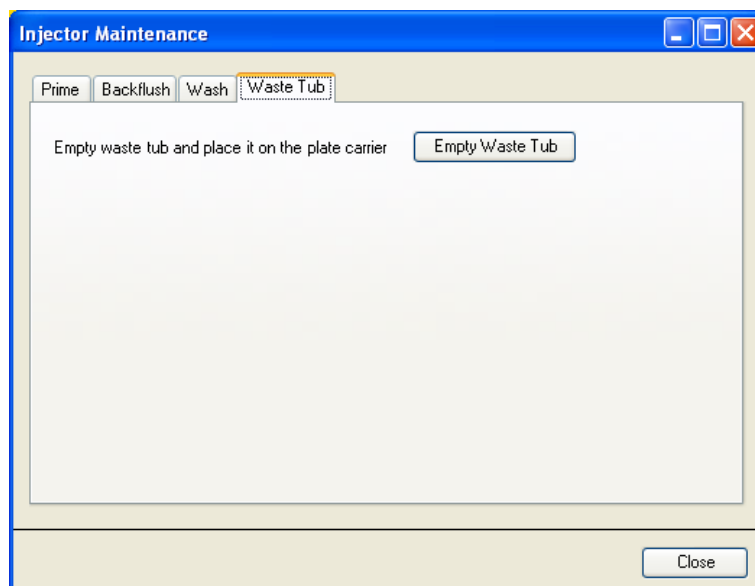 Injector Maintenance
Prime Backflush Wash Waste Tub
Empty waste tub and place it on the plate carrier Empty Waste Tub
Close